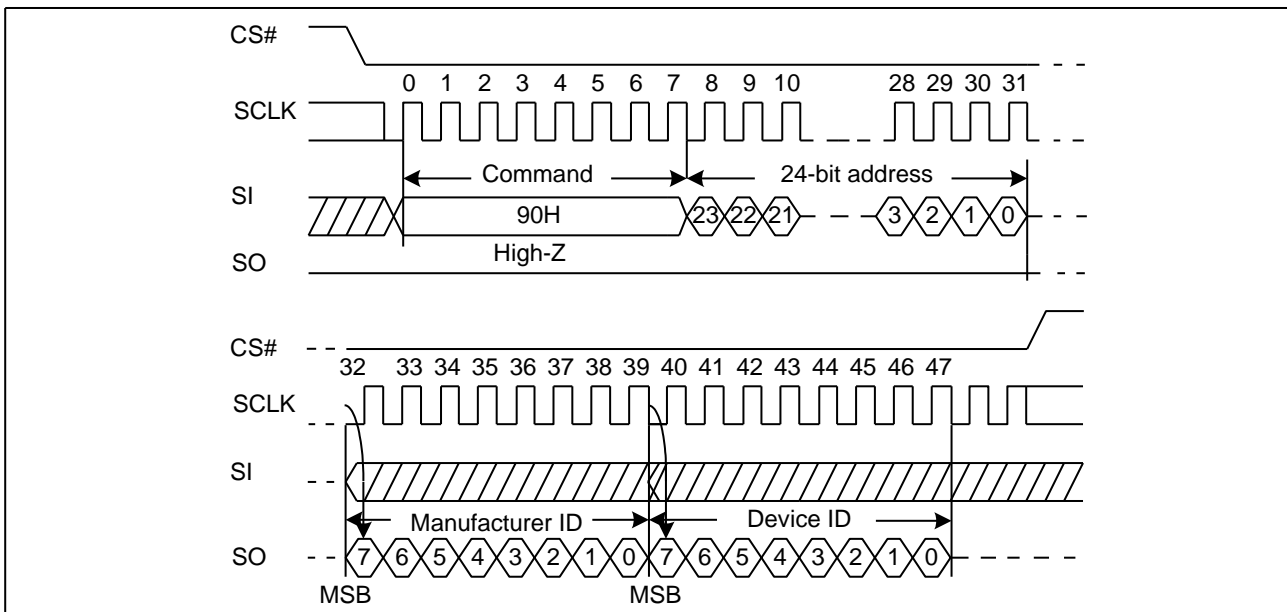 CS#
0 1 2 3 4 5 6 7 8 9 10 28 29 30 31
SCLK
Command 24-bit address
SI
90H 23 22 21 3 2 1 0
High-Z
SO
CS#
32 33 34 35 36 37 38 39 40 41 42 43 44 45 46 47
SCLK
SI
Manufacturer ID Device ID
SO 7 6 5 4 3 2 1 0 7 6 5 4 3 2 1 0
MSB MSB